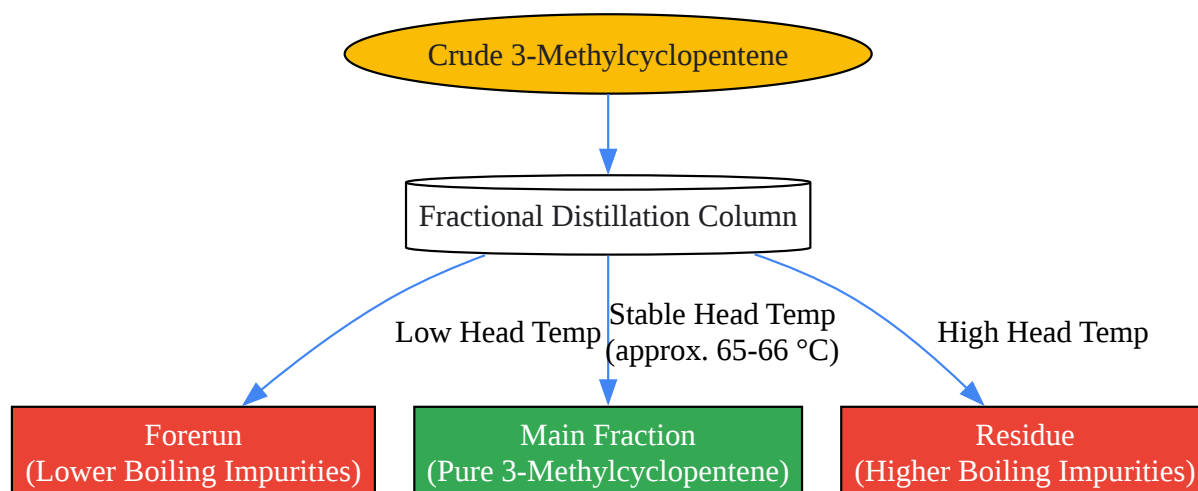 Crude 3-Methylcyclopentene
Fractional Distillation Column
Low Head Temp
Stable Head Temp
(approx. 65-66 °C)
High Head Temp
Forerun
(Lower Boiling Impurities)
Main Fraction
(Pure 3-Methylcyclopentene)
Residue
(Higher Boiling Impurities)